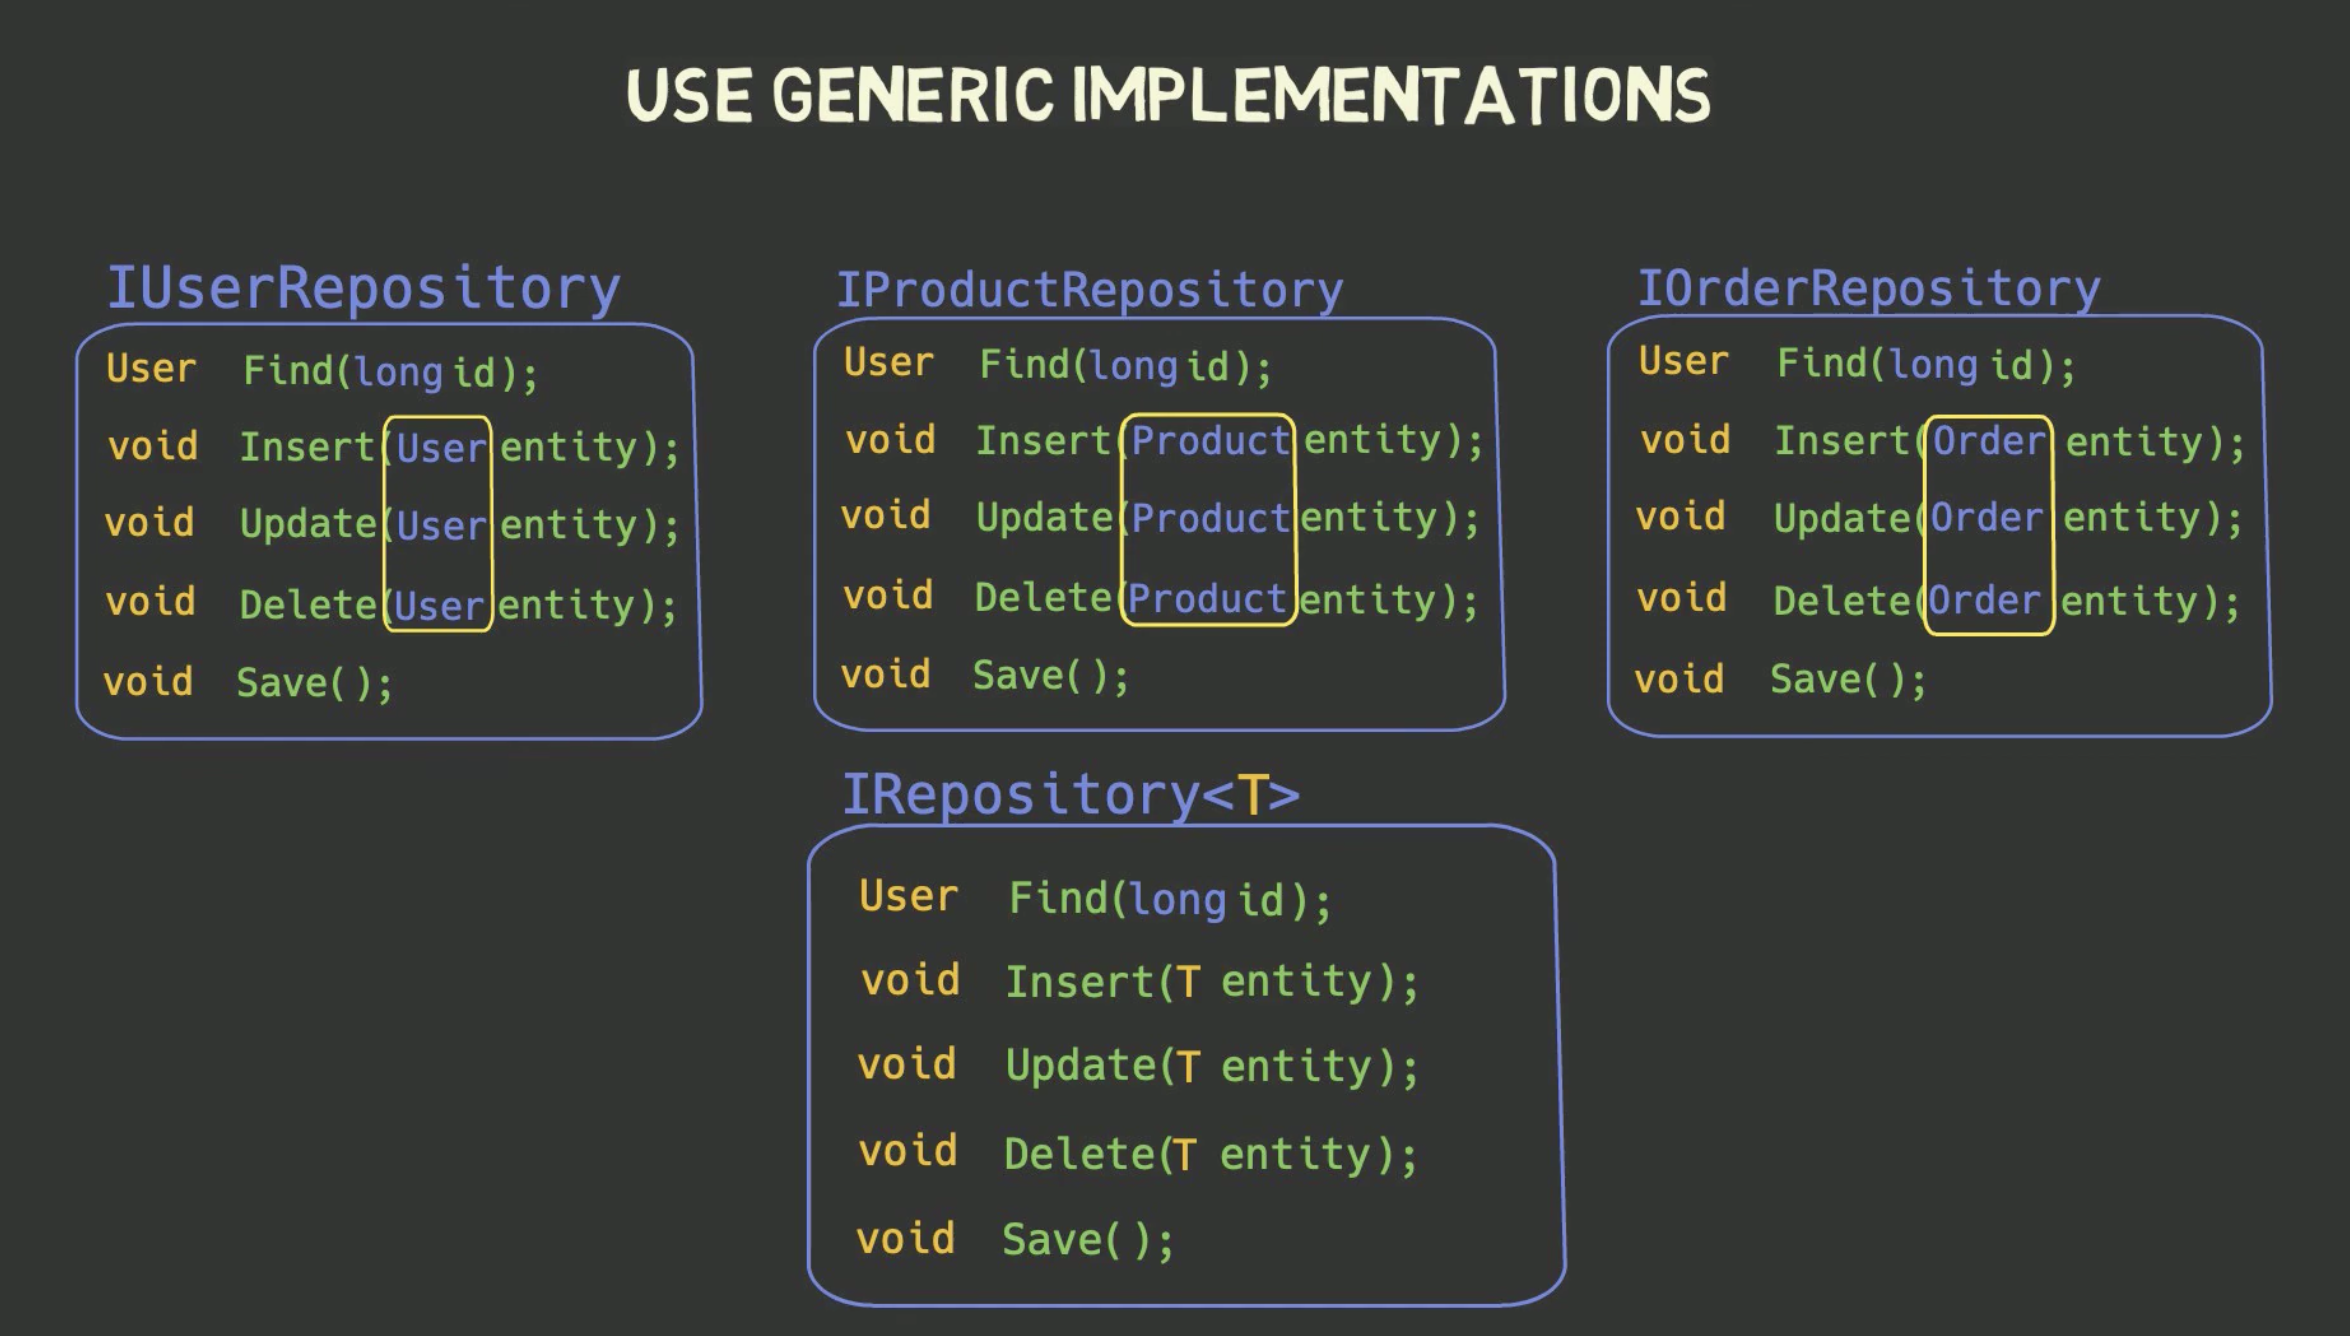 USE GENERIC IMPLEMENTATIONS
IUserRepository
User Find(long id);
void Insert(User entity);
void Update(User entity);
void Delete(User entity);
void Save();
IProductRepository
User Find(long id);
void Insert(Product entity);
void Update(Product entity);
void Delete(Product entity);
void Save();
IOrderRepository
User Find(long id);
void Insert(Order entity);
void Update(Order entity);
void Delete(Order entity);
void Save();
IRepository<T>
User Find(long id);
void Insert(T entity);
void Update(T entity);
void Delete(T entity);
void Save();